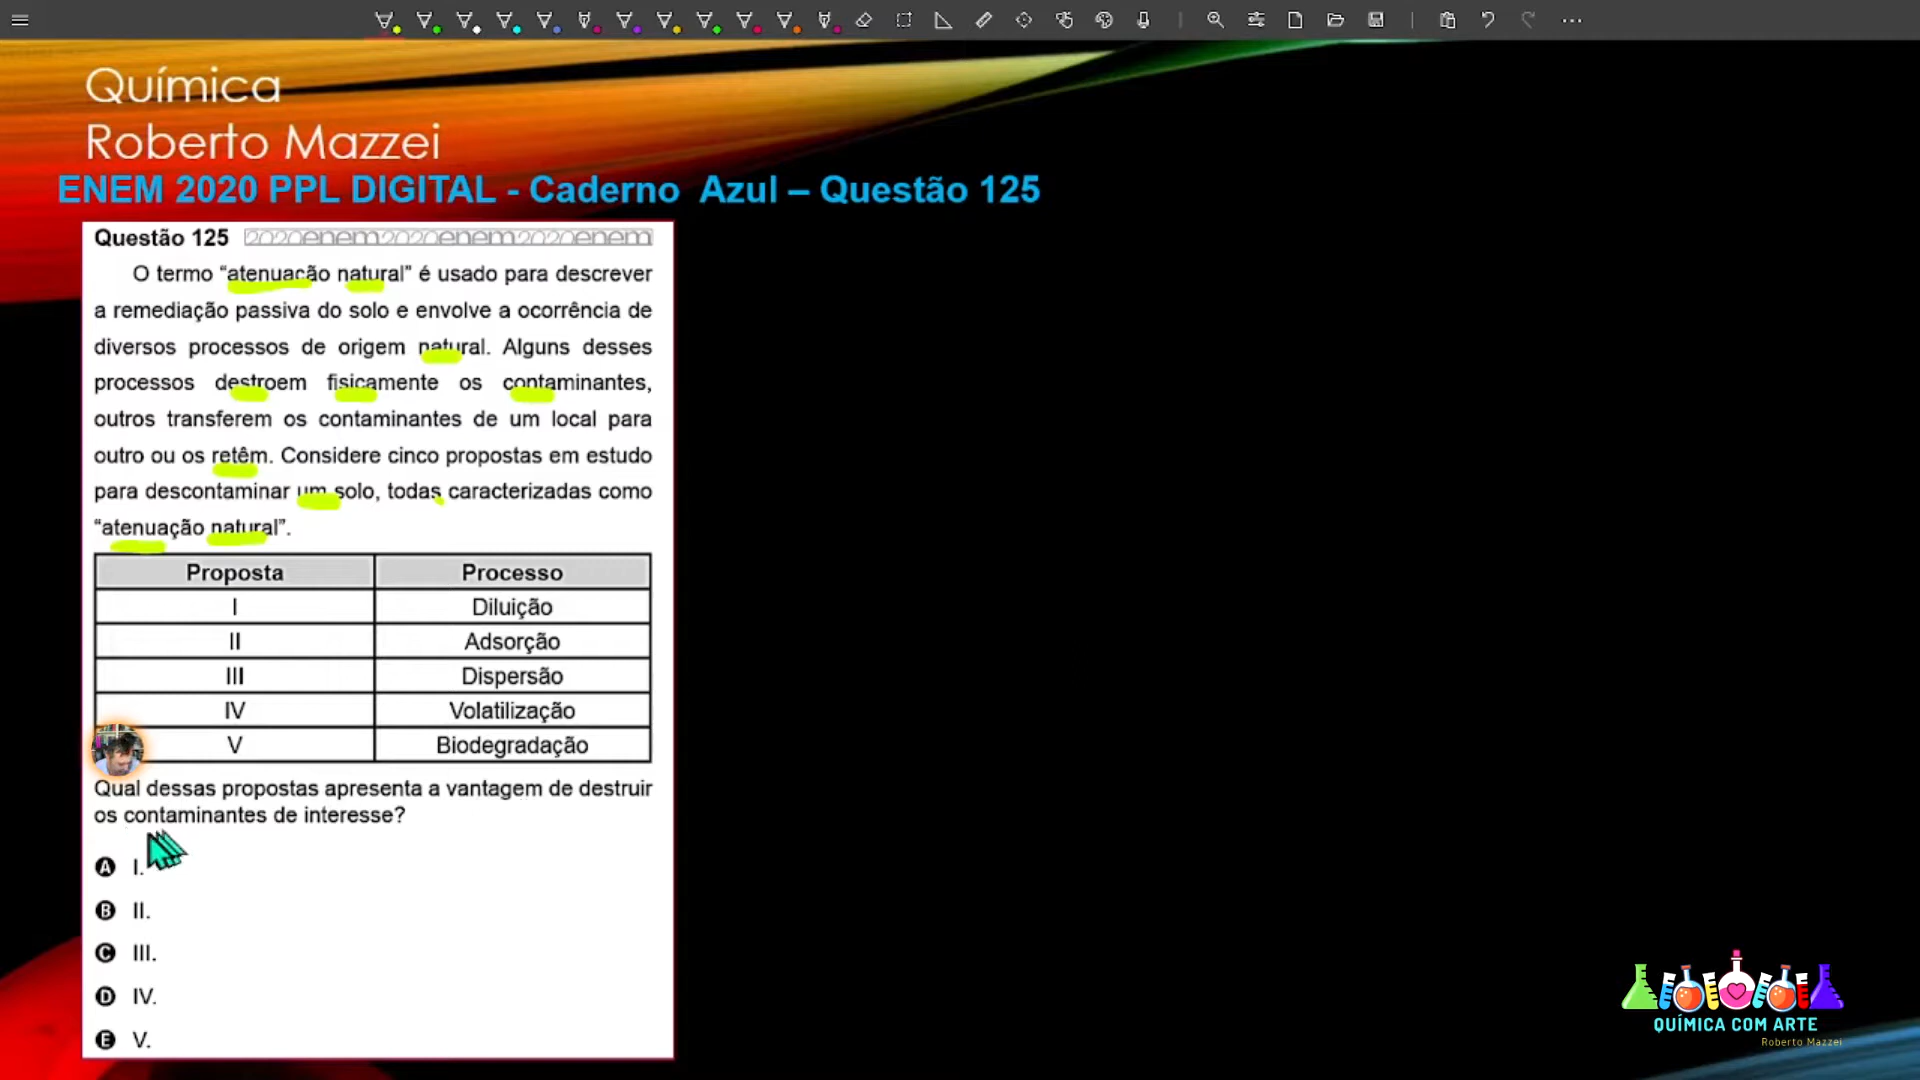 Química
Roberto Mazzei
ENEM 2020 PPL DIGITAL - Caderno Azul – Questão 125
Questão 125 2020enem2020enem2020enem
O termo “atenuação natural” é usado para descrever
a remediação passiva do solo e envolve a ocorrência de
diversos processos de origem natural. Alguns desses
processos destroem fisicamente os contaminantes,
outros transferem os contaminantes de um local para
outro ou os retêm. Considere cinco propostas em estudo
para descontaminar um solo, todas caracterizadas como
“atenuação natural”.
Proposta Processo
I Diluição
II Adsorção
III Dispersão
IV Volatilização
V Biodegradação
Qual dessas propostas apresenta a vantagem de destruir
os contaminantes de interesse?
A I.
B II.
C III.
D IV.
E V.
QUÍMICA COM ARTE
Roberto Mazzei